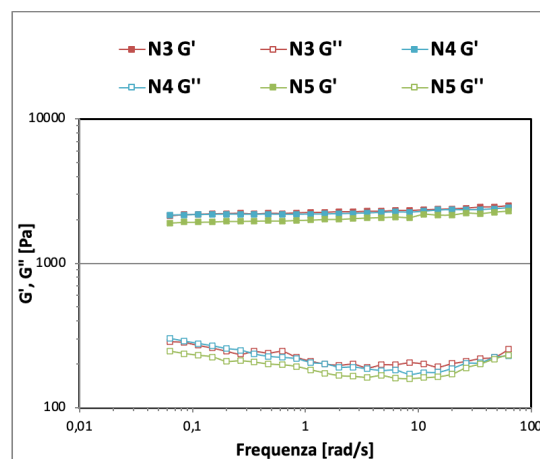 N3 G' N3 G'' N4 G'
N4 G'' N5 G' N5 G''
10000
1000
100
G', G'' [Pa]
0,01 0,1 1 10 100
Frequenza [rad/s]